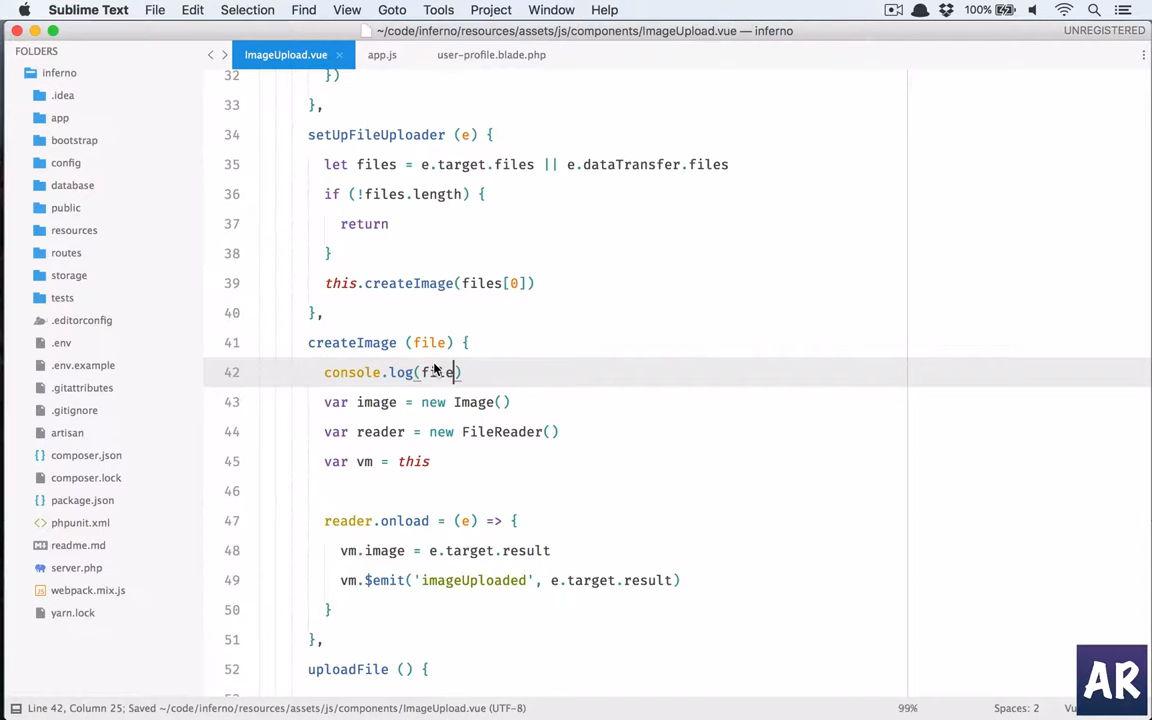 Sublime Text File Edit Selection Find View Goto Tools Project Window Help 100%
~/code/inferno/resources/assets/js/components/ImageUpload.vue — inferno UNREGISTERED
FOLDERS
inferno
.idea
app
bootstrap
config
database
public
resources
routes
storage
tests
.editorconfig
.env
.env.example
.gitattributes
.gitignore
artisan
composer.json
composer.lock
package.json
phpunit.xml
readme.md
server.php
webpack.mix.js
yarn.lock
ImageUpload.vue × app.js user-profile.blade.php
32 })
33 },
34 setUpFileUploader (e) {
35 let files = e.target.files || e.dataTransfer.files
36 if (!files.length) {
37 return
38 }
39 this.createImage(files[0])
40 },
41 createImage (file) {
42 console.log(file)
43 var image = new Image()
44 var reader = new FileReader()
45 var vm = this
46
47 reader.onload = (e) => {
48 vm.image = e.target.result
49 vm.$emit('imageUploaded', e.target.result)
50 }
51 },
52 uploadFile () {
Line 42, Column 25; Saved ~/code/inferno/resources/assets/js/components/ImageUpload.vue (UTF-8) 99% Spaces: 2
AR